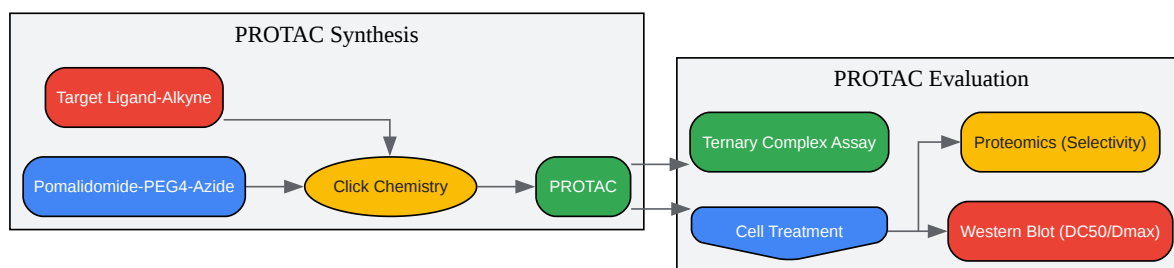 PROTAC Synthesis
Target Ligand-Alkyne
Pomalidomide-PEG4-Azide
Click Chemistry
PROTAC
PROTAC Evaluation
Ternary Complex Assay
Proteomics (Selectivity)
Cell Treatment
Western Blot (DC50/Dmax)